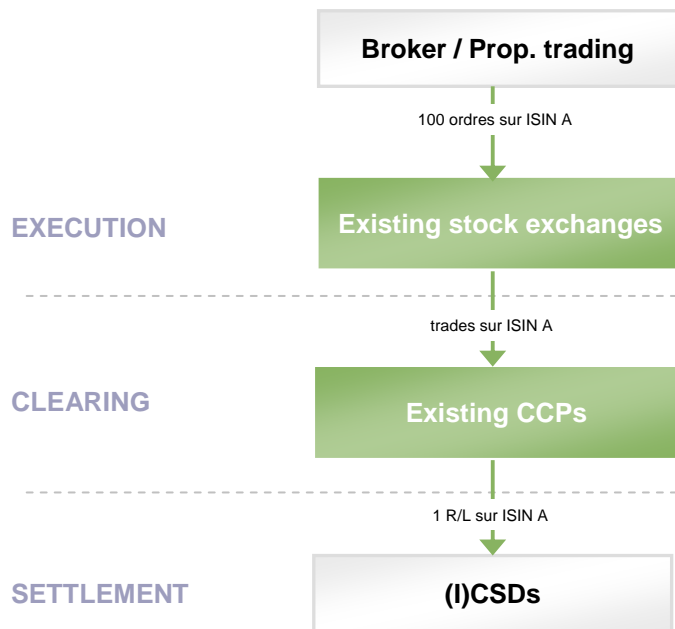 Broker / Prop. trading
100 ordres sur ISIN A
EXECUTION
Existing stock exchanges
trades sur ISIN A
CLEARING
Existing CCPs
1 R/L sur ISIN A
SETTLEMENT
(I)CSDs